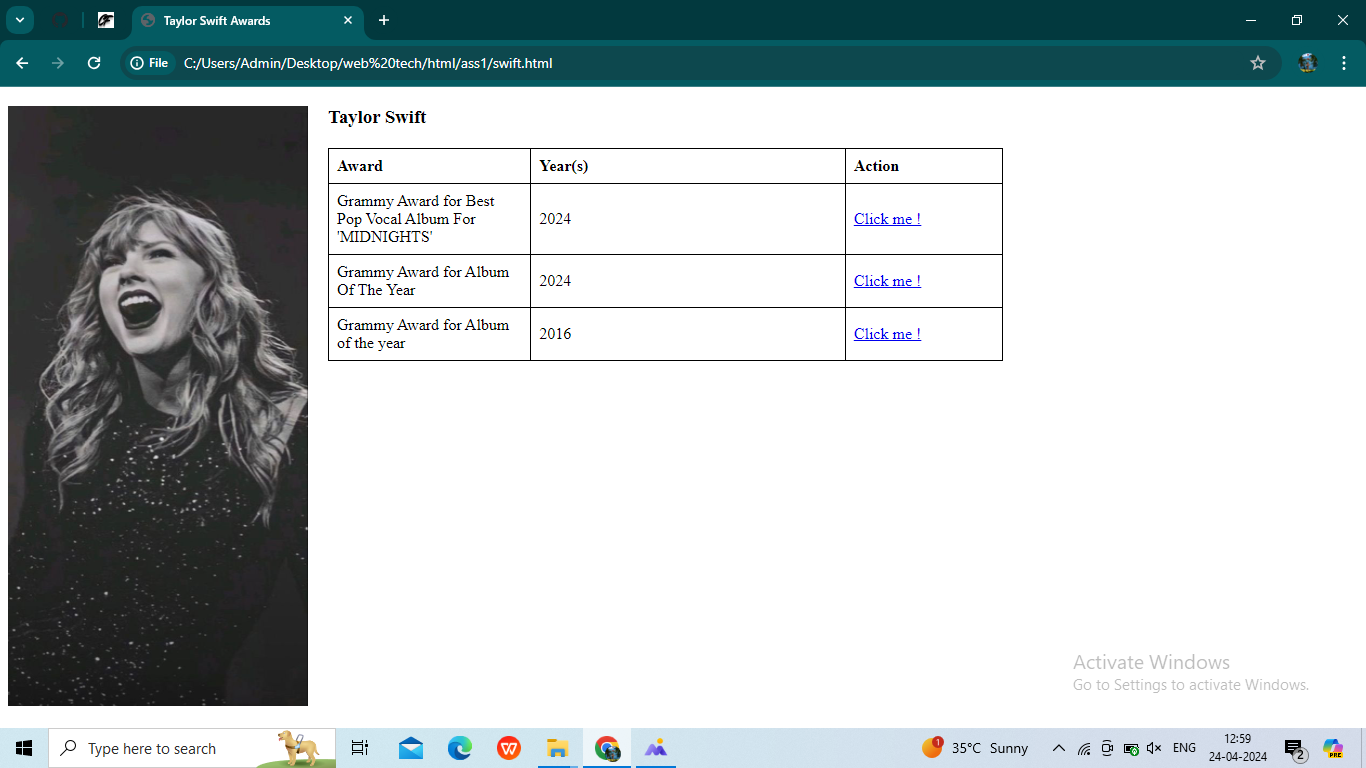 Taylor Swift Awards
File
C:/Users/Admin/Desktop/web%20tech/html/ass1/swift.html
Taylor Swift
Award Year(s) Action
Grammy Award for Best
Pop Vocal Album For
'MIDNIGHTS'
2024
Click me !
Grammy Award for Album
Of The Year
2024
Click me !
Grammy Award for Album
of the year
2016
Click me !
Activate Windows
Go to Settings to activate Windows.
Type here to search
W
1
35°C Sunny
ENG
12:59
24-04-2024
2
PRE